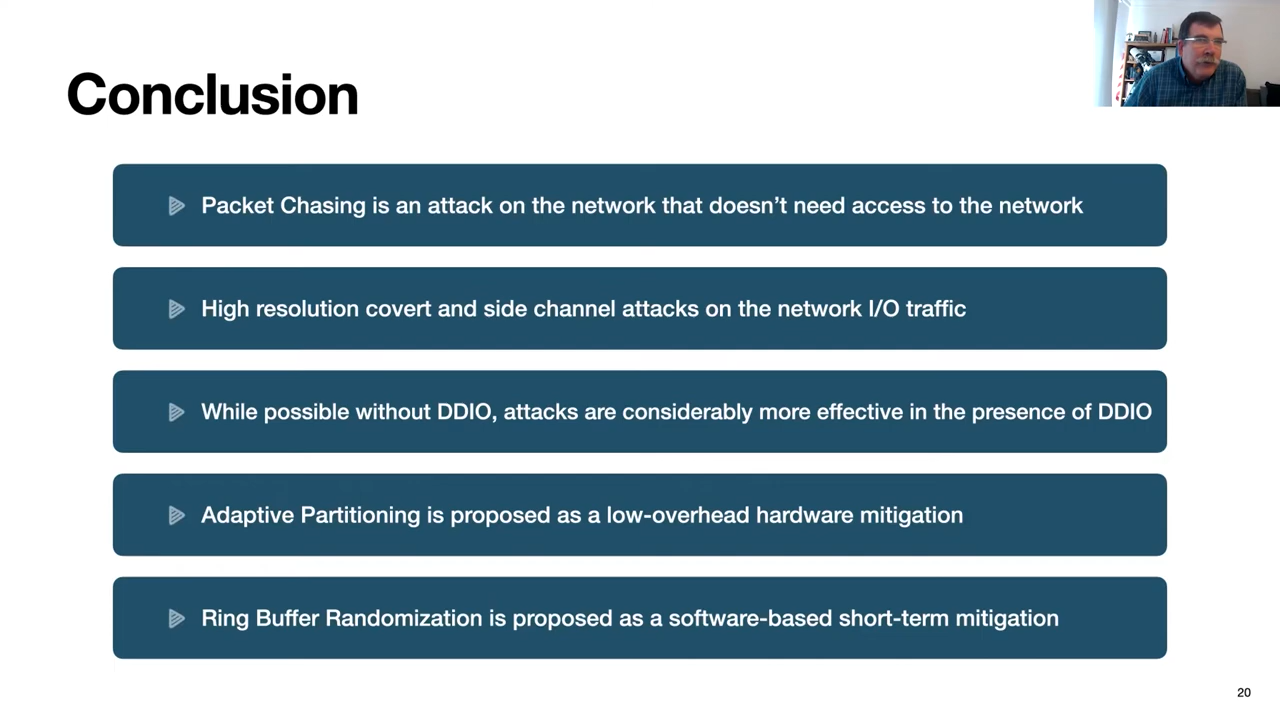 Conclusion
Packet Chasing is an attack on the network that doesn’t need access to the network
High resolution covert and side channel attacks on the network I/O traffic
While possible without DDIO, attacks are considerably more effective in the presence of DDIO
Adaptive Partitioning is proposed as a low-overhead hardware mitigation
Ring Buffer Randomization is proposed as a software-based short-term mitigation
20